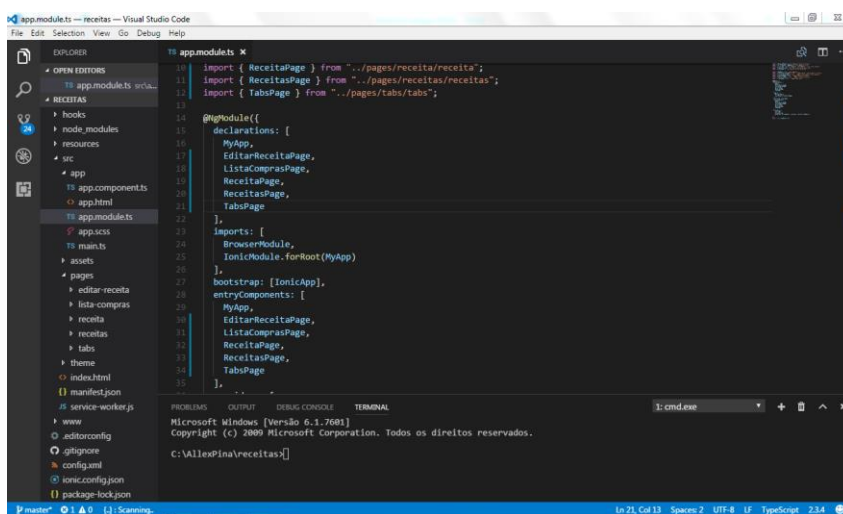 app.module.ts — receitas — Visual Studio Code
File Edit Selection View Go Debug Help
EXPLORER
OPEN EDITORS
TS app.module.ts src\a...
RECEITAS
hooks
node_modules
resources
src
app
TS app.component.ts
app.html
TS app.module.ts
app.scss
TS main.ts
assets
pages
editar-receita
lista-compras
receita
receitas
tabs
theme
index.html
{} manifest.json
JS service-worker.js
www
.editorconfig
.gitignore
config.xml
ionic.config.json
{} package-lock.json
24
TS app.module.ts ×
10 import { ReceitaPage } from "../pages/receita/receita";
11 import { ReceitasPage } from "../pages/receitas/receitas";
12 import { TabsPage } from "../pages/tabs/tabs";
13
14 @NgModule({
15 declarations: [
16 MyApp,
17 EditarReceitaPage,
18 ListaComprasPage,
19 ReceitaPage,
20 ReceitasPage,
21 TabsPage
22 ],
23 imports: [
24 BrowserModule,
25 IonicModule.forRoot(MyApp)
26 ],
27 bootstrap: [IonicApp],
28 entryComponents: [
29 MyApp,
30 EditarReceitaPage,
31 ListaComprasPage,
32 ReceitaPage,
33 ReceitasPage,
34 TabsPage
35 ],
PROBLEMS OUTPUT DEBUG CONSOLE TERMINAL 1: cmd.exe
Microsoft Windows [Versão 6.1.7601]
Copyright (c) 2009 Microsoft Corporation. Todos os direitos reservados.
C:\AllexPina\receitas>
master* 1 0 [..] : Scanning.. Ln 21, Col 13 Spaces: 2 UTF-8 LF TypeScript 2.3.4